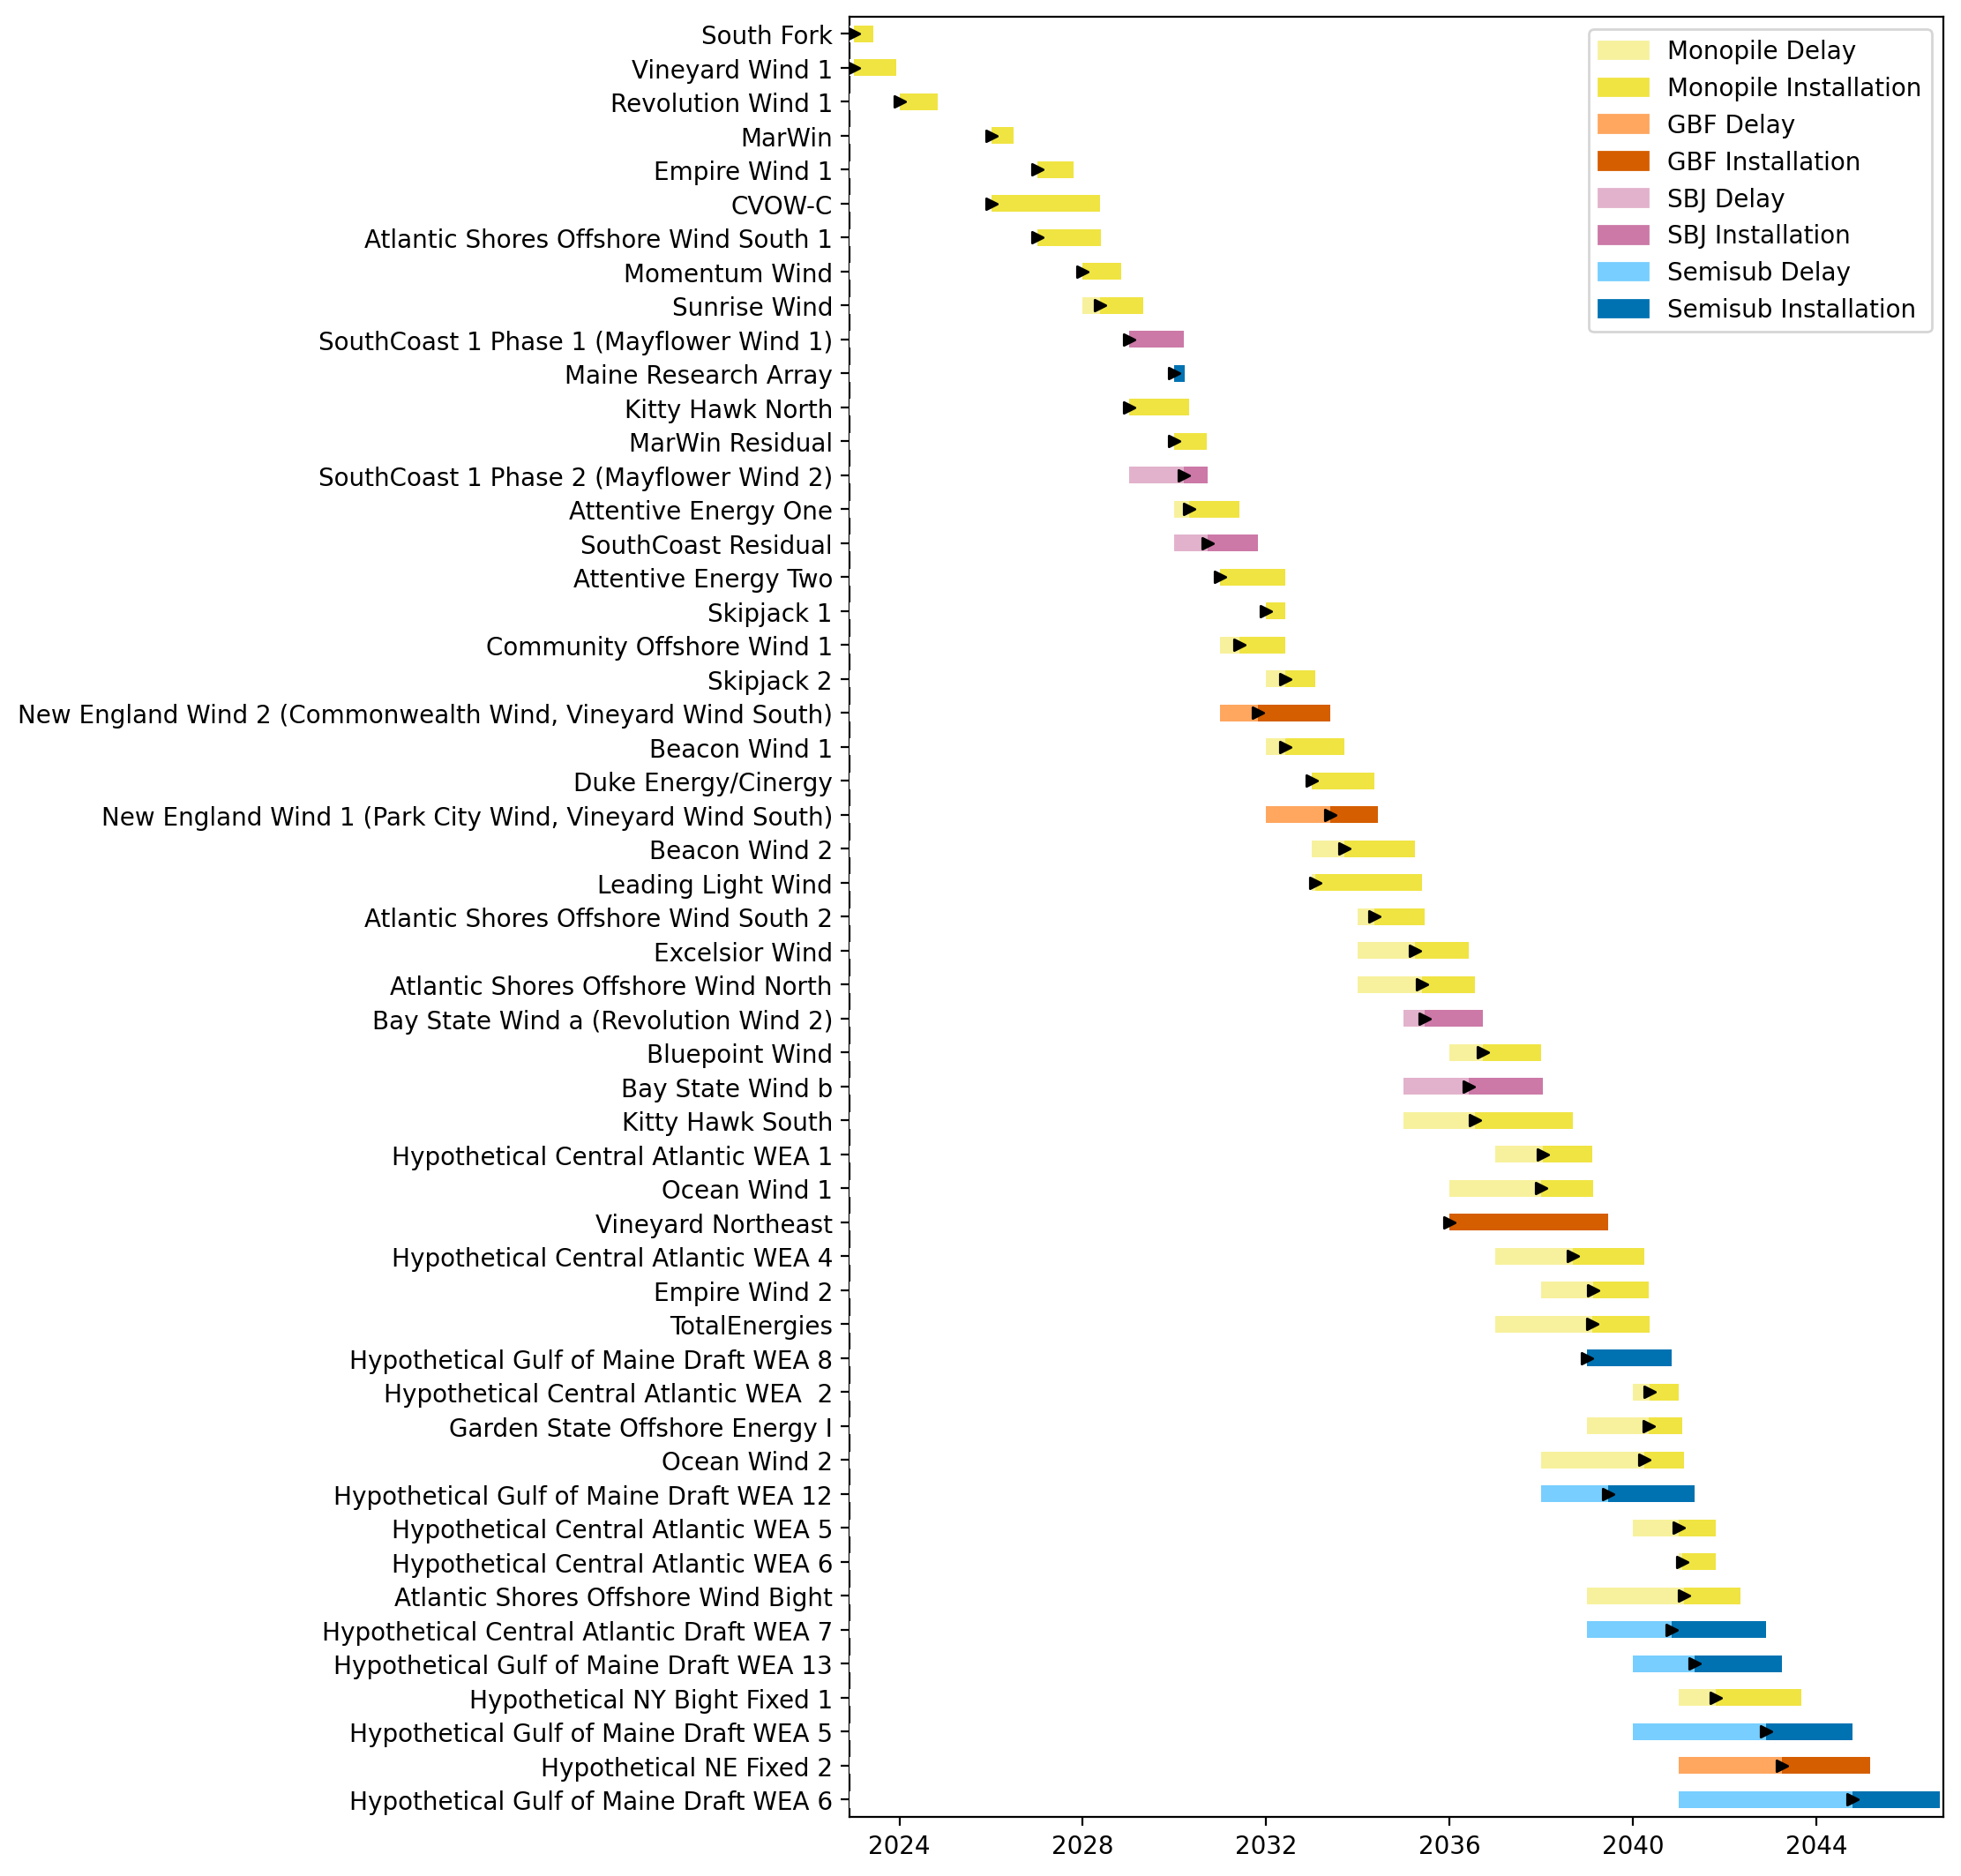 South Fork
Vineyard Wind 1
Revolution Wind 1
MarWin
Empire Wind 1
CVOW-C
Atlantic Shores Offshore Wind South 1
Momentum Wind
Sunrise Wind
SouthCoast 1 Phase 1 (Mayflower Wind 1)
Maine Research Array
Kitty Hawk North
MarWin Residual
SouthCoast 1 Phase 2 (Mayflower Wind 2)
Attentive Energy One
SouthCoast Residual
Attentive Energy Two
Skipjack 1
Community Offshore Wind 1
Skipjack 2
New England Wind 2 (Commonwealth Wind, Vineyard Wind South)
Beacon Wind 1
Duke Energy/Cinergy
New England Wind 1 (Park City Wind, Vineyard Wind South)
Beacon Wind 2
Leading Light Wind
Atlantic Shores Offshore Wind South 2
Excelsior Wind
Atlantic Shores Offshore Wind North
Bay State Wind a (Revolution Wind 2)
Bluepoint Wind
Bay State Wind b
Kitty Hawk South
Hypothetical Central Atlantic WEA 1
Ocean Wind 1
Vineyard Northeast
Hypothetical Central Atlantic WEA 4
Empire Wind 2
TotalEnergies
Hypothetical Gulf of Maine Draft WEA 8
Hypothetical Central Atlantic WEA  2
Garden State Offshore Energy I
Ocean Wind 2
Hypothetical Gulf of Maine Draft WEA 12
Hypothetical Central Atlantic WEA 5
Hypothetical Central Atlantic WEA 6
Atlantic Shores Offshore Wind Bight
Hypothetical Central Atlantic Draft WEA 7
Hypothetical Gulf of Maine Draft WEA 13
Hypothetical NY Bight Fixed 1
Hypothetical Gulf of Maine Draft WEA 5
Hypothetical NE Fixed 2
Hypothetical Gulf of Maine Draft WEA 6
Monopile Delay
Monopile Installation
GBF Delay
GBF Installation
SBJ Delay
SBJ Installation
Semisub Delay
Semisub Installation
2024 2028 2032 2036 2040 2044